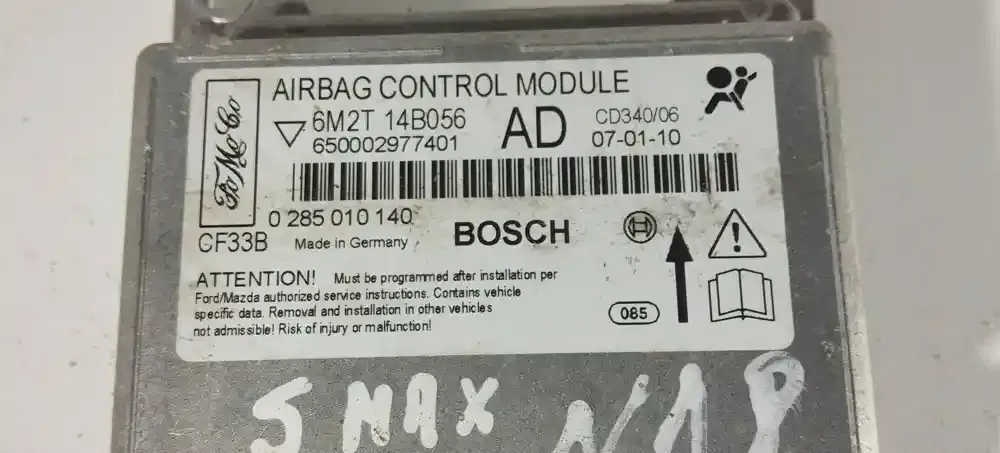 AIRBAG CONTROL MODULE
FoMoCo
6M2T 14B056 AD CD340/06
650002977401 07-01-10
0 285 010 140
CF33B Made in Germany BOSCH
ATTENTION! Must be programmed after installation per
Ford/Mazda authorized service instructions. Contains vehicle
specific data. Removal and installation in other vehicles
not admissible! Risk of injury or malfunction!
085
S MAX